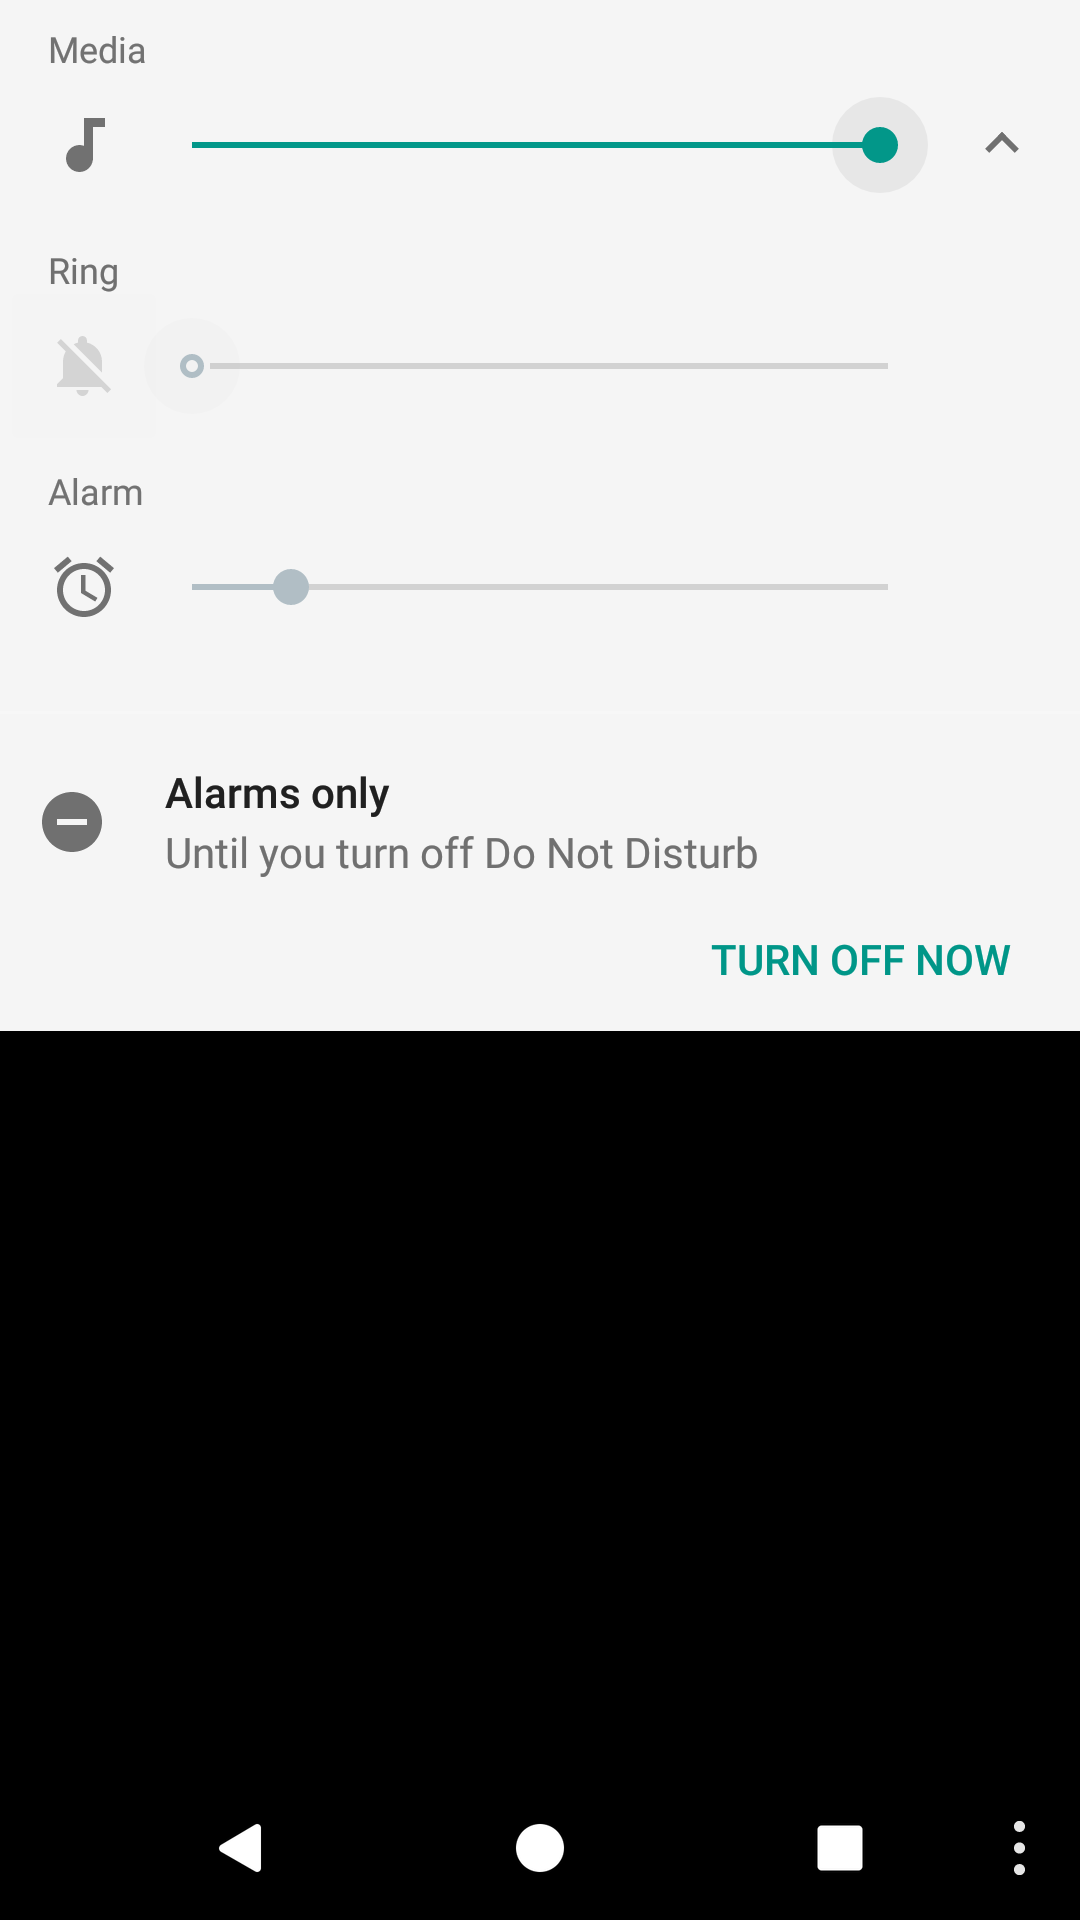 Media
Ring
Alarm
Alarms only
Until you turn off Do Not Disturb
TURN OFF NOW